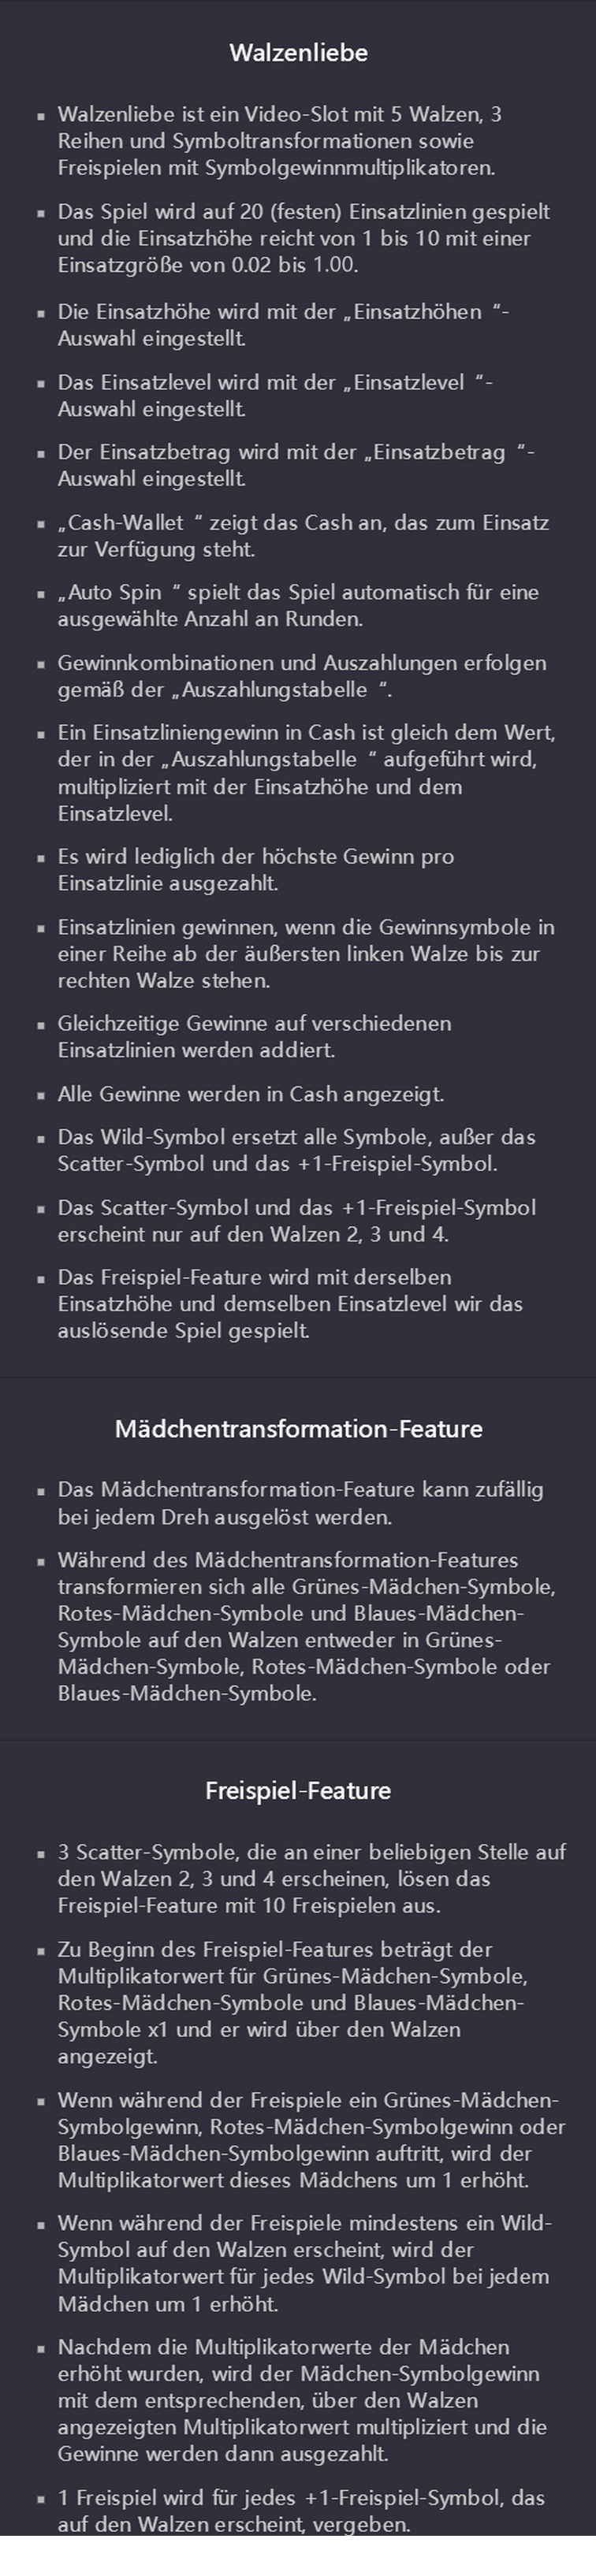 Walzenliebe
▪ Walzenliebe ist ein Video-Slot mit 5 Walzen, 3
Reihen und Symboltransformationen sowie
Freispielen mit Symbolgewinnmultiplikatoren.
▪ Das Spiel wird auf 20 (festen) Einsatzlinien gespielt
und die Einsatzhöhe reicht von 1 bis 10 mit einer
Einsatzgröße von 0.02 bis 1.00.
▪ Die Einsatzhöhe wird mit der „Einsatzhöhen “-
Auswahl eingestellt.
▪ Das Einsatzlevel wird mit der „Einsatzlevel “-
Auswahl eingestellt.
▪ Der Einsatzbetrag wird mit der „Einsatzbetrag “-
Auswahl eingestellt.
▪ „Cash-Wallet “ zeigt das Cash an, das zum Einsatz
zur Verfügung steht.
▪ „Auto Spin “ spielt das Spiel automatisch für eine
ausgewählte Anzahl an Runden.
▪ Gewinnkombinationen und Auszahlungen erfolgen
gemäß der „Auszahlungstabelle “.
▪ Ein Einsatzliniengewinn in Cash ist gleich dem Wert,
der in der „Auszahlungstabelle “ aufgeführt wird,
multipliziert mit der Einsatzhöhe und dem
Einsatzlevel.
▪ Es wird lediglich der höchste Gewinn pro
Einsatzlinie ausgezahlt.
▪ Einsatzlinien gewinnen, wenn die Gewinnsymbole in
einer Reihe ab der äußersten linken Walze bis zur
rechten Walze stehen.
▪ Gleichzeitige Gewinne auf verschiedenen
Einsatzlinien werden addiert.
▪ Alle Gewinne werden in Cash angezeigt.
▪ Das Wild-Symbol ersetzt alle Symbole, außer das
Scatter-Symbol und das +1-Freispiel-Symbol.
▪ Das Scatter-Symbol und das +1-Freispiel-Symbol
erscheint nur auf den Walzen 2, 3 und 4.
▪ Das Freispiel-Feature wird mit derselben
Einsatzhöhe und demselben Einsatzlevel wir das
auslösende Spiel gespielt.
Mädchentransformation-Feature
▪ Das Mädchentransformation-Feature kann zufällig
bei jedem Dreh ausgelöst werden.
▪ Während des Mädchentransformation-Features
transformieren sich alle Grünes-Mädchen-Symbole,
Rotes-Mädchen-Symbole und Blaues-Mädchen-
Symbole auf den Walzen entweder in Grünes-
Mädchen-Symbole, Rotes-Mädchen-Symbole oder
Blaues-Mädchen-Symbole.
Freispiel-Feature
▪ 3 Scatter-Symbole, die an einer beliebigen Stelle auf
den Walzen 2, 3 und 4 erscheinen, lösen das
Freispiel-Feature mit 10 Freispielen aus.
▪ Zu Beginn des Freispiel-Features beträgt der
Multiplikatorwert für Grünes-Mädchen-Symbole,
Rotes-Mädchen-Symbole und Blaues-Mädchen-
Symbole x1 und er wird über den Walzen
angezeigt.
▪ Wenn während der Freispiele ein Grünes-Mädchen-
Symbolgewinn, Rotes-Mädchen-Symbolgewinn oder
Blaues-Mädchen-Symbolgewinn auftritt, wird der
Multiplikatorwert dieses Mädchens um 1 erhöht.
▪ Wenn während der Freispiele mindestens ein Wild-
Symbol auf den Walzen erscheint, wird der
Multiplikatorwert für jedes Wild-Symbol bei jedem
Mädchen um 1 erhöht.
▪ Nachdem die Multiplikatorwerte der Mädchen
erhöht wurden, wird der Mädchen-Symbolgewinn
mit dem entsprechenden, über den Walzen
angezeigten Multiplikatorwert multipliziert und die
Gewinne werden dann ausgezahlt.
▪ 1 Freispiel wird für jedes +1-Freispiel-Symbol, das
auf den Walzen erscheint, vergeben.